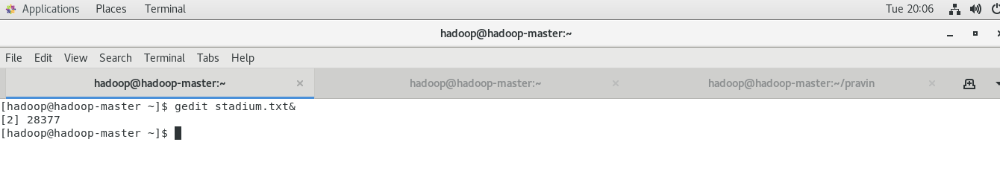 Applications Places Terminal Tue 20:06
hadoop@hadoop-master:~
File Edit View Search Terminal Tabs Help
hadoop@hadoop-master:~ hadoop@hadoop-master:~ hadoop@hadoop-master:~/pravin
[hadoop@hadoop-master ~]$ gedit stadium.txt&
[2] 28377
[hadoop@hadoop-master ~]$